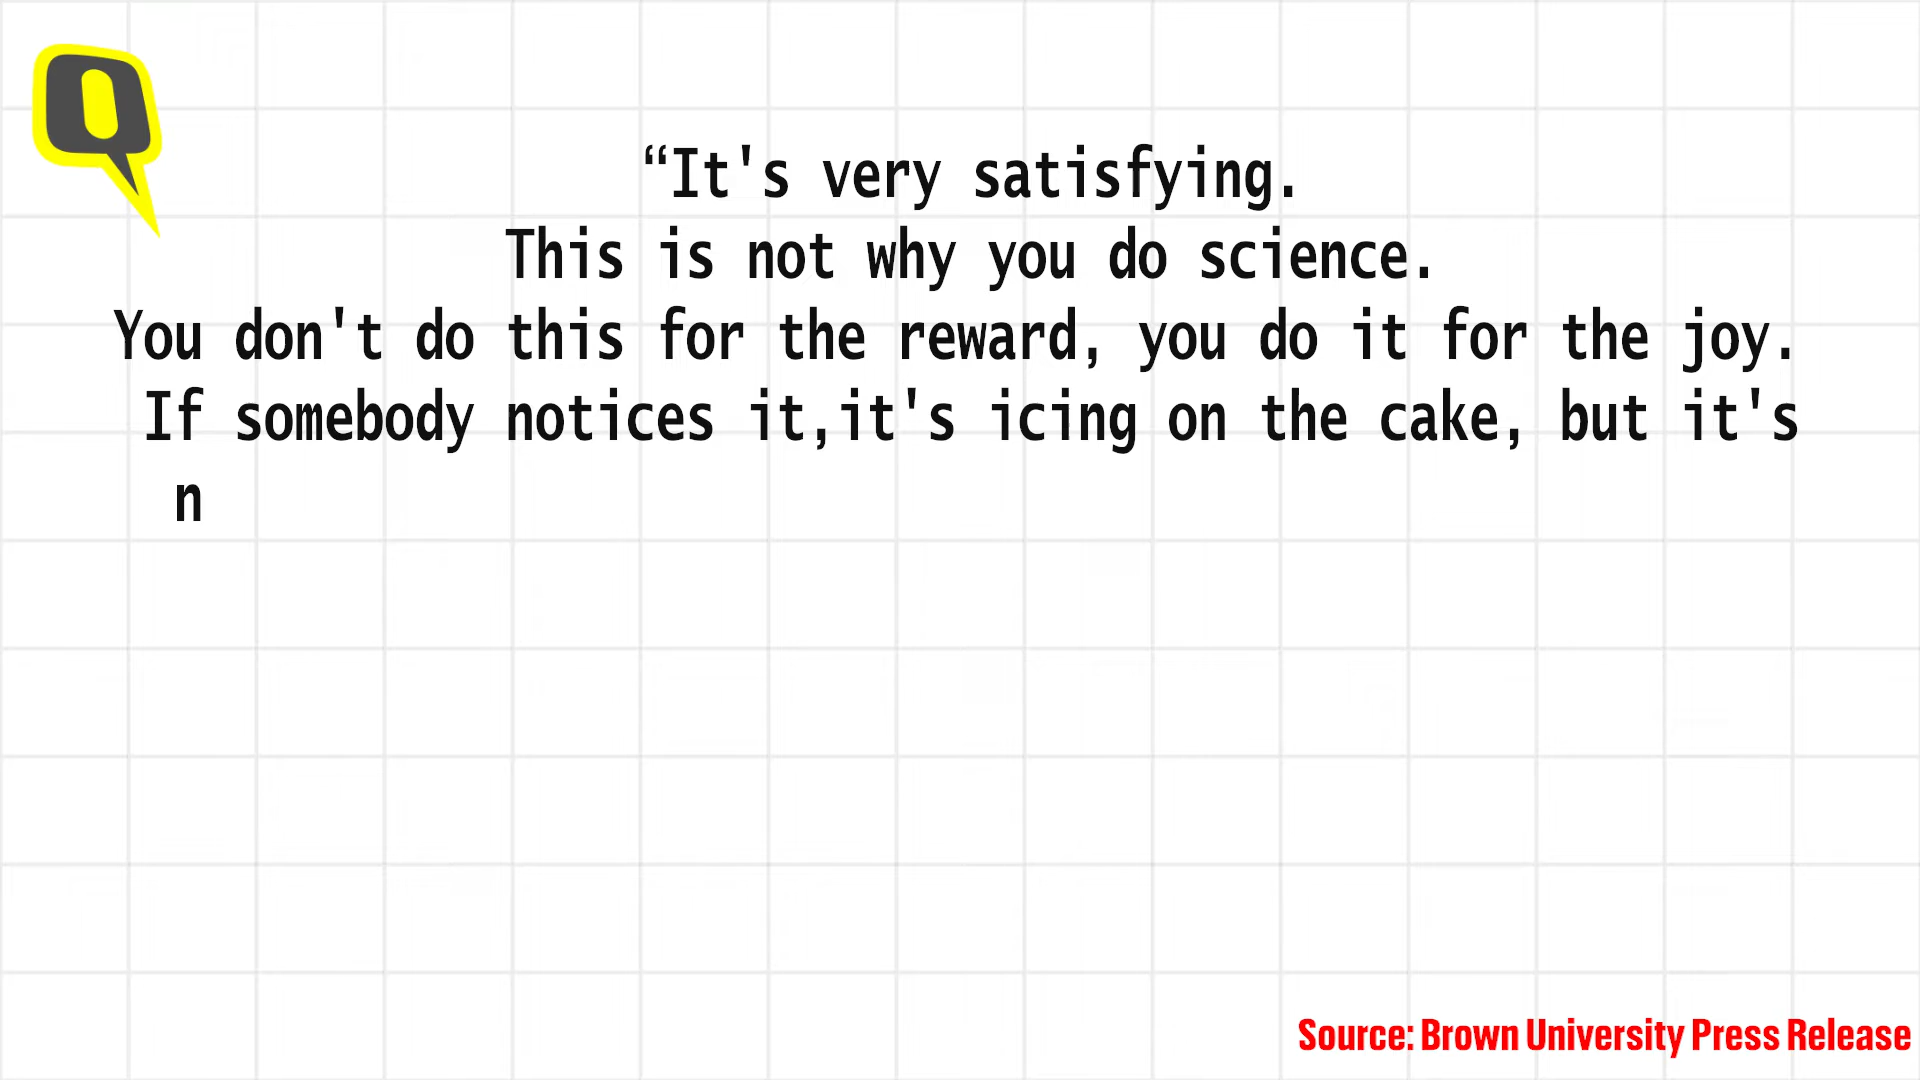 “It's very satisfying.
This is not why you do science.
You don't do this for the reward, you do it for the joy.
If somebody notices it,it's icing on the cake, but it's
n
Source: Brown University Press Release